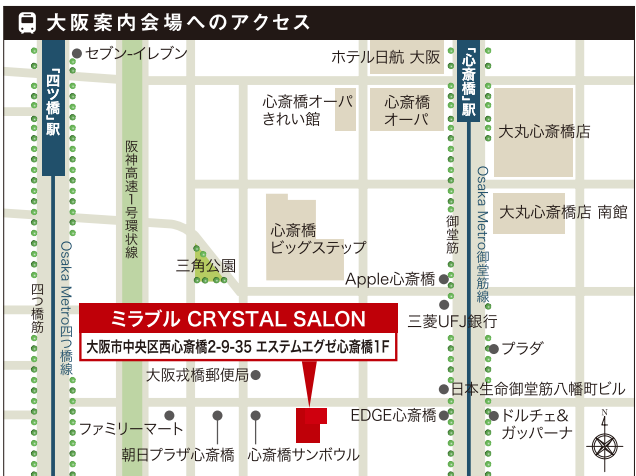 大阪案内会場へのアクセス
セブン-イレブン
ホテル日航 大阪
「四ツ橋」駅
「心斎橋」駅
心斎橋オーパ
きれい館
心斎橋
オーパ
大丸心斎橋店
阪神高速1号環状線
Osaka Metro御堂筋線
大丸心斎橋店 南館
御堂筋
心斎橋
ビッグステップ
Osaka Metro四つ橋線
三角公園
Apple心斎橋
四つ橋筋
ミラブル CRYSTAL SALON
三菱UFJ銀行
大阪市中央区西心斎橋2-9-35 エステムエグゼ心斎橋1F
プラダ
大阪戎橋郵便局
日本生命御堂筋八幡町ビル
EDGE心斎橋
ドルチェ&
ガッバーナ
N
ファミリーマート
朝日プラザ心斎橋
心斎橋サンボウル